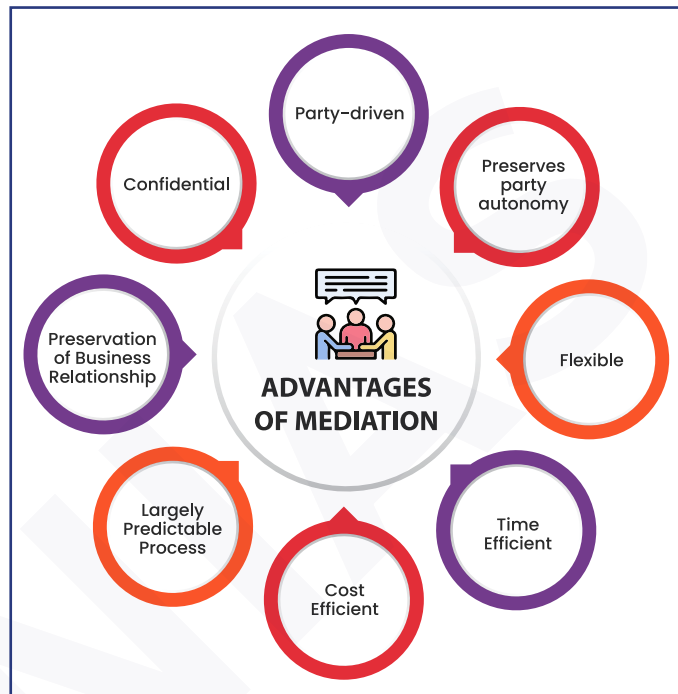 Party-driven
Preserves
party
autonomy
Flexible
Time
Efficient
Cost
Efficient
Largely
Predictable
Process
Preservation
of Business
Relationship
Confidential
ADVANTAGES
OF MEDIATION